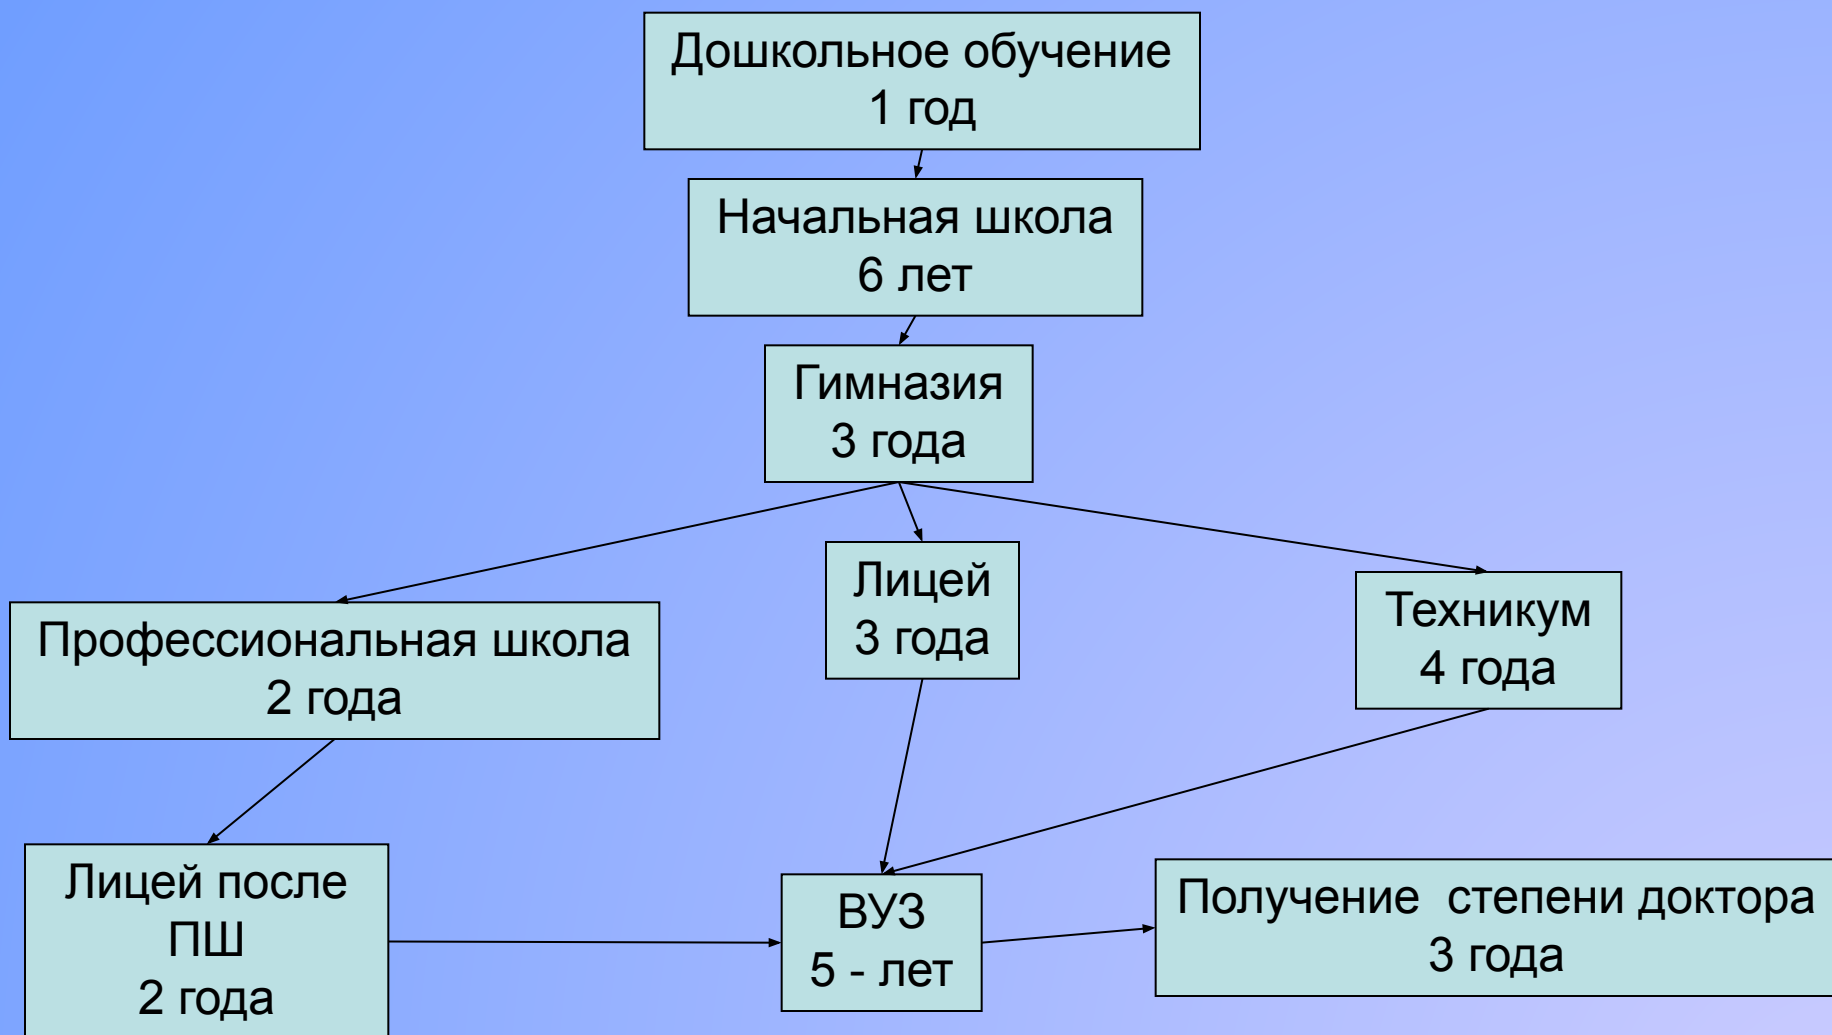 Дошкольное обучение
1 год
Начальная школа
6 лет
Гимназия
3 года
Профессиональная школа
2 года
Лицей
3 года
Техникум
4 года
Лицей после
ПШ
2 года
ВУЗ
5 - лет
Получение степени доктора
3 года